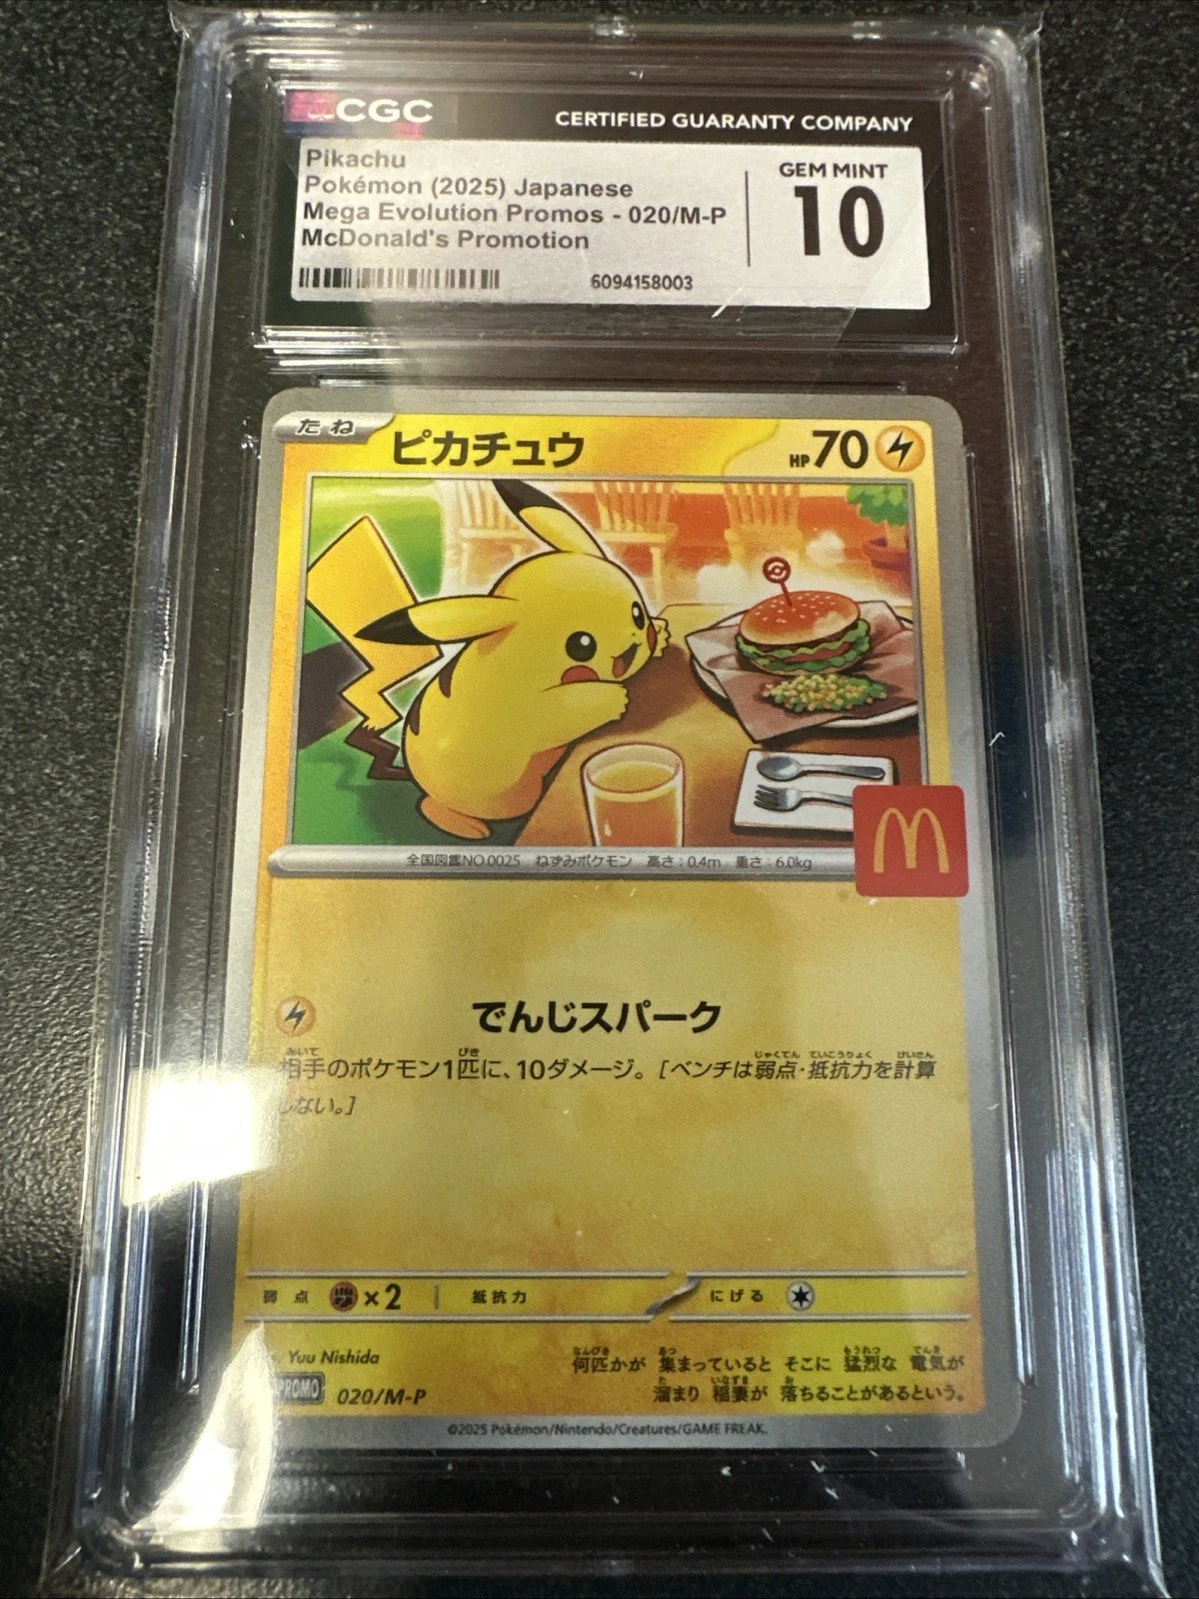 CGC
CERTIFIED GUARANTY COMPANY
Pikachu
Pokémon (2025) Japanese
Mega Evolution Promos - 020/M-P
McDonald's Promotion
6094158003
GEM MINT
10
たね
ピカチュウ
HP70
全国図鑑NO.0025 ねずみポケモン 高さ:0.4m 重さ:6.0kg
でんじスパーク
相手のポケモン1匹に、10ダメージ。[ベンチは弱点・抵抗力を計算
しない。]
弱点 ×2 抵抗力 にげる
Yuu Nishida
PROMO 020/M-P
何匹かが 集まっていると そこに 猛烈な 電気が
溜まり 稲妻が 落ちることがあるという。
©2025 Pokémon/Nintendo/Creatures/GAME FREAK.